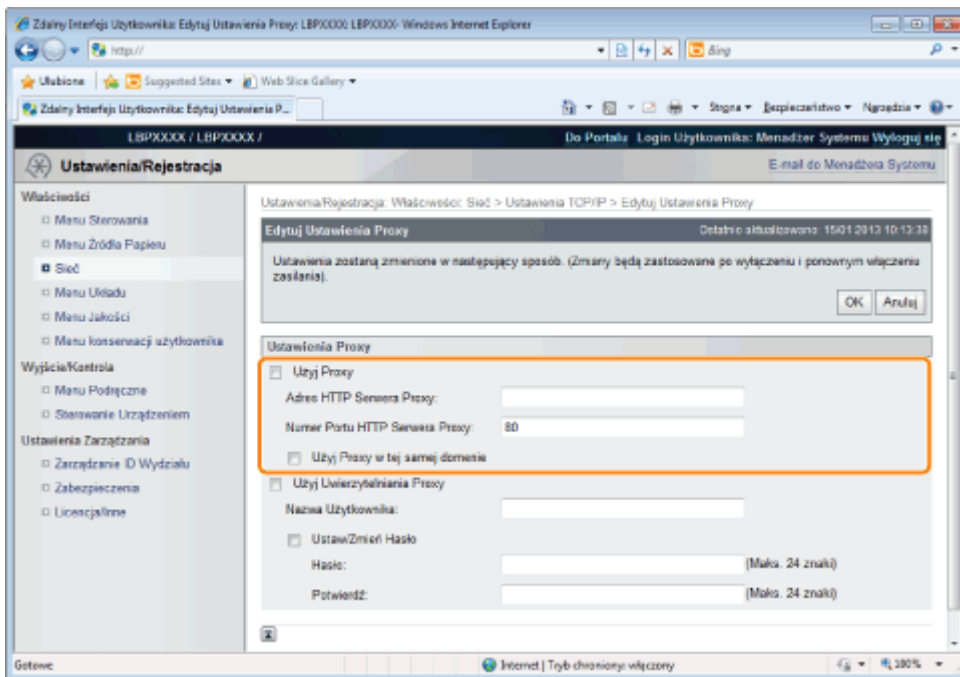 Zdalny Interfejs Użytkownika: Edytuj Ustawienia Proxy: LBPXXXX: LBPXXXX- Windows Internet Explorer
http://
Bing
Ulubione Suggested Sites Web Slice Gallery
Zdalny Interfejs Użytkownika: Edytuj Ustawienia P...
Strona Bezpieczeństwo Narzędzia
LBPXXXX / LBPXXXX /
Do Portalu Login Użytkownika: Menadżer Systemu Wyloguj się
Ustawienia/Rejestracja
E-mail do Menadżera Systemu
Właściwości
Menu Sterowania
Menu Źródła Papieru
Sieć
Menu Układu
Menu Jakości
Menu konserwacji użytkownika
Wyjście/Kontrola
Menu Podręczne
Sterowanie Urządzeniem
Ustawienia Zarządzania
Zarządzanie ID Wydziału
Zabezpieczenia
Licencja/Inne
Ustawienia/Rejestracja: Właściwości: Sieć > Ustawienia TCP/IP > Edytuj Ustawienia Proxy
Edytuj Ustawienia Proxy
Ostatnio aktualizowano: 15/01 2013 10:13:38
Ustawienia zostaną zmienione w następujący sposób. (Zmiany będą zastosowane po wyłączeniu i ponownym włączeniu
zasilania).
OK Anuluj
Ustawienia Proxy
Użyj Proxy
Adres HTTP Serwera Proxy:
Numer Portu HTTP Serwera Proxy: 80
Użyj Proxy w tej samej domenie
Użyj Uwierzytelniania Proxy
Nazwa Użytkownika:
Ustaw/Zmień Hasło
Hasło: (Maks. 24 znaki)
Potwierdź: (Maks. 24 znaki)
Gotowe
Internet | Tryb chroniony: włączony
100%